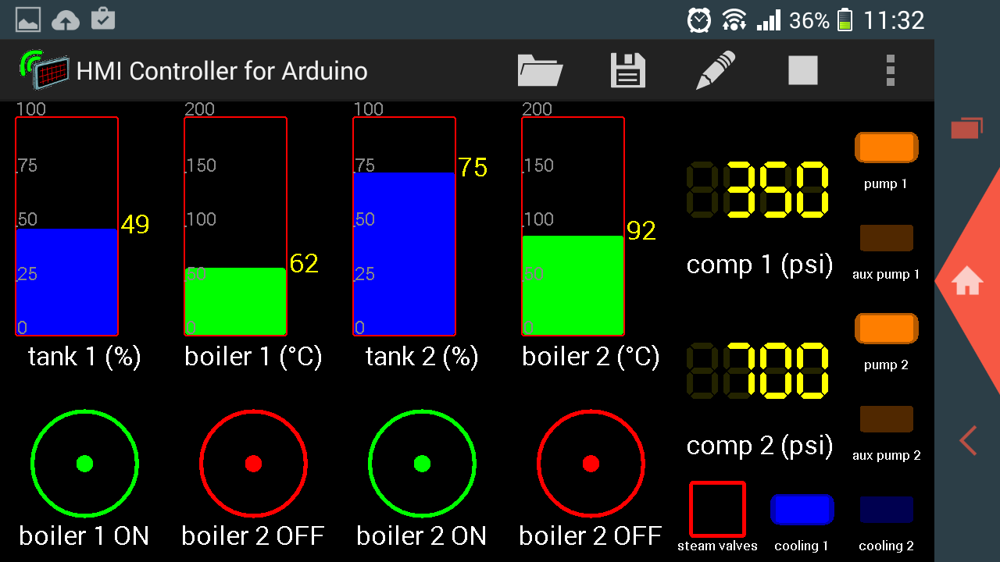 36% 11:32
HMI Controller for Arduino
100 200 100 200
75 150 75 150
50 100 50 100
25 50 25 50
0 0 0 0
49 62 75 92
tank 1 (%) boiler 1 (°C) tank 2 (%) boiler 2 (°C)
350
comp 1 (psi)
pump 1
aux pump 1
700
comp 2 (psi)
pump 2
aux pump 2
boiler 1 ON boiler 2 OFF boiler 2 ON boiler 2 OFF
steam valves cooling 1 cooling 2